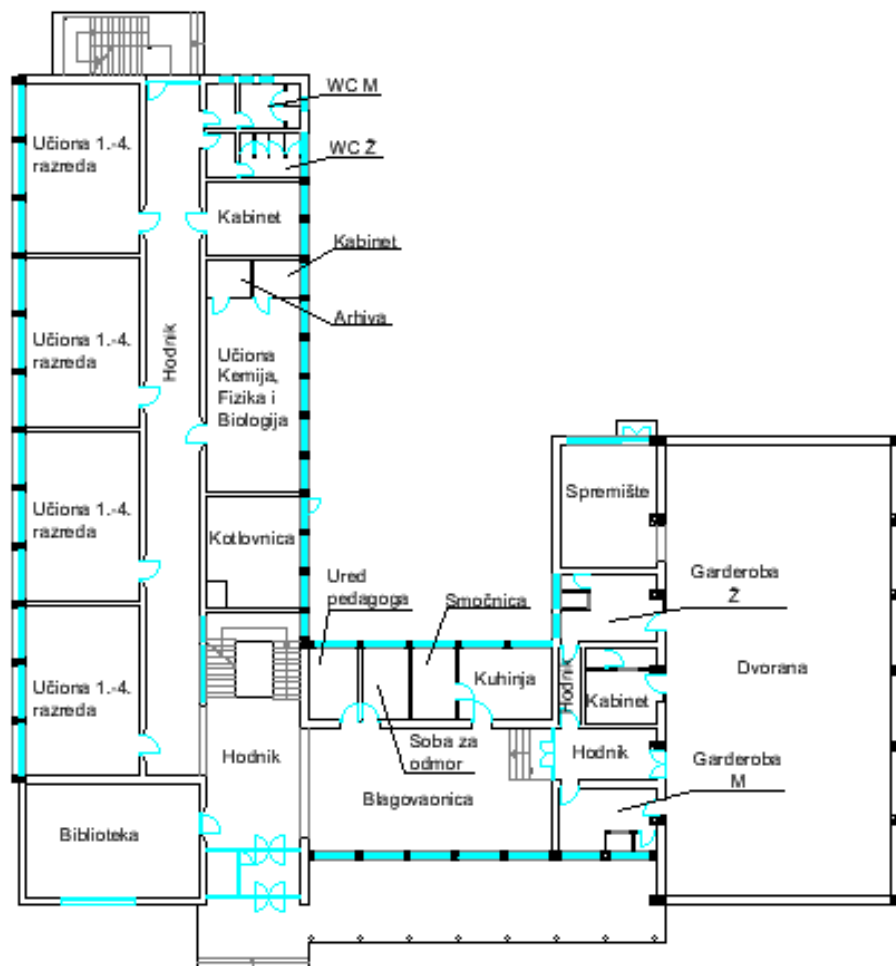 WC M
Učiona 1.-4.
razreda
WC Ž
Kabinet
Kabinet
Arhiva
Učiona 1.-4.
razreda
Hodnik
Učiona
Kemija,
Fizika i
Biologija
Učiona 1.-4.
razreda
Kotlovnica
Spremište
Ured
pedagoga
Smočnica
Garderoba
Ž
Učiona 1.-4.
razreda
Kuhinja
Hodnik
Kabinet
Dvorana
Hodnik
Soba za
odmor
Hodnik
Garderoba
M
Blagovaonica
Biblioteka